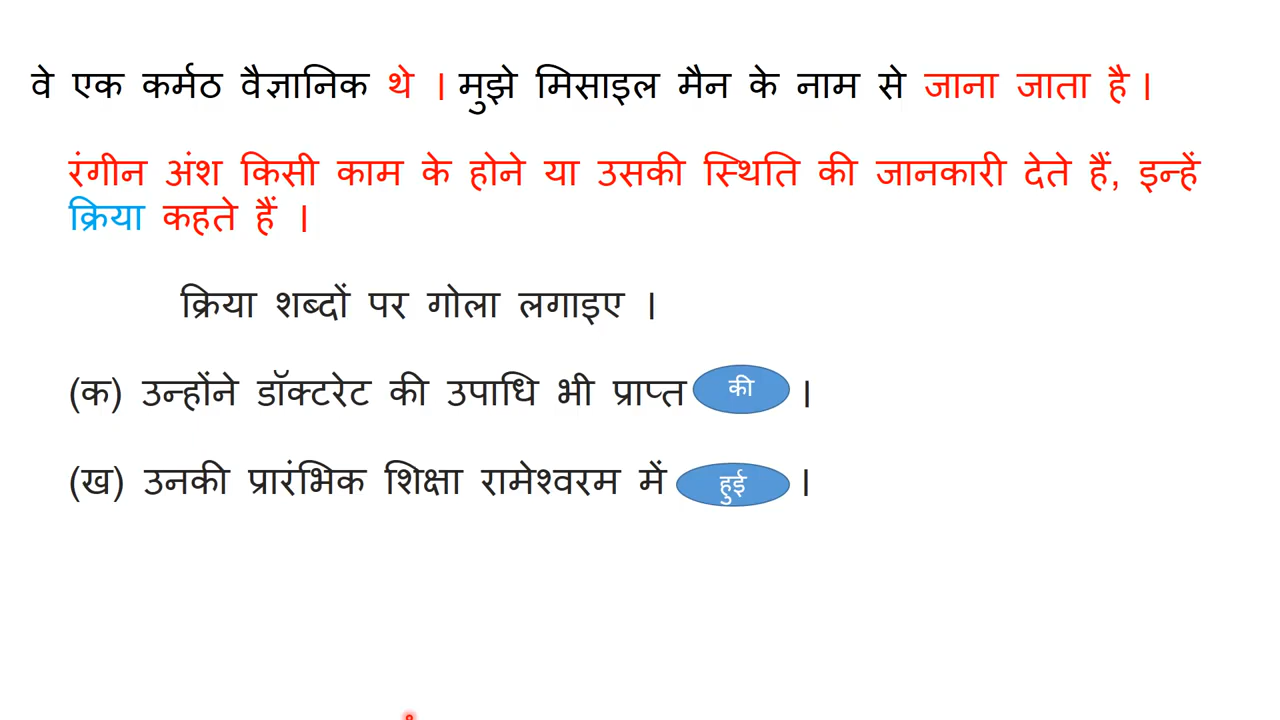 वे एक कर्मठ वैज्ञानिक थे । मुझे मिसाइल मैन के नाम से जाना जाता है ।
रंगीन अंश किसी काम के होने या उसकी स्थिति की जानकारी देते हैं, इन्हें
क्रिया कहते हैं ।
क्रिया शब्दों पर गोला लगाइए ।
(क) उन्होंने डॉक्टरेट की उपाधि भी प्राप्त की ।
(ख) उनकी प्रारंभिक शिक्षा रामेश्वरम में हुई ।